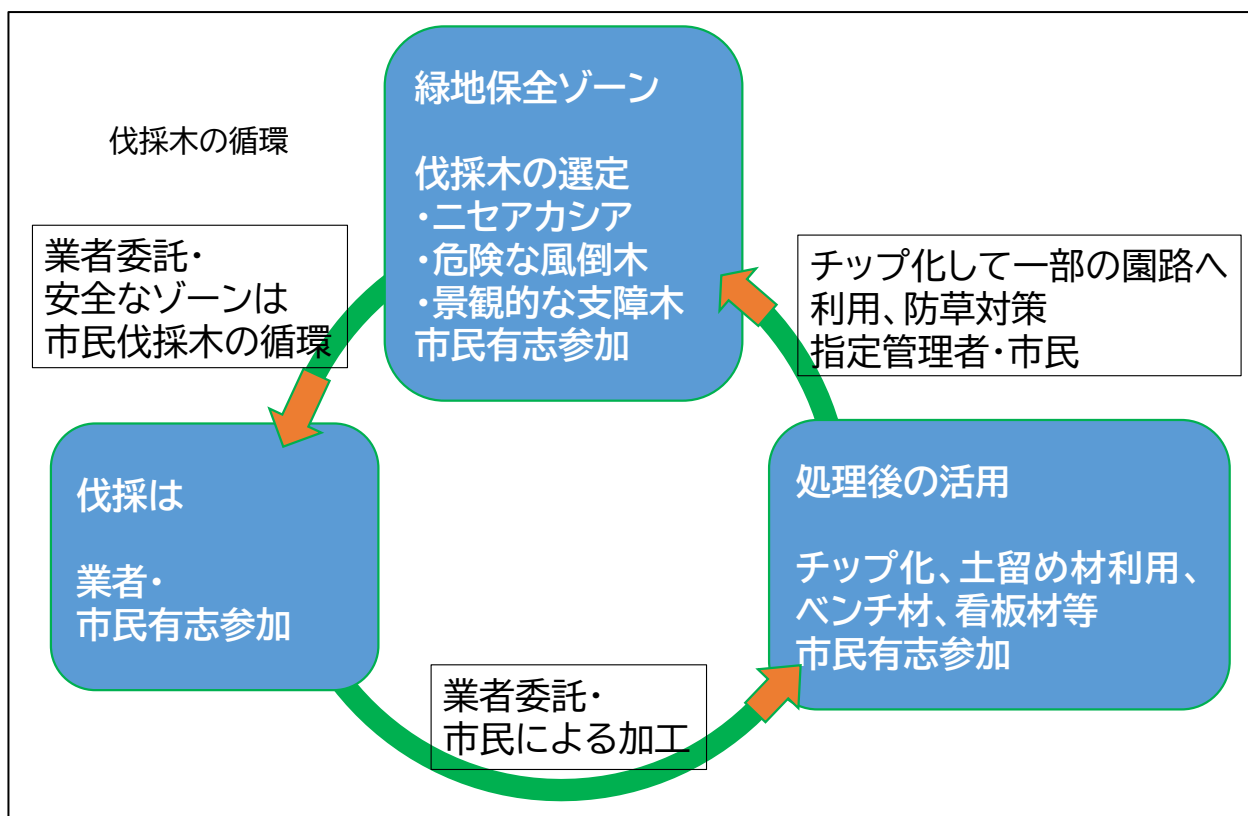 伐採木の循環
緑地保全ゾーン
伐採木の選定
・ニセアカシア
・危険な風倒木
・景観的な支障木
市民有志参加
業者委託・
安全なゾーンは
市民伐採木の循環
伐採は
業者・
市民有志参加
業者委託・
市民による加工
処理後の活用
チップ化、土留め材利用、
ベンチ材、看板材等
市民有志参加
チップ化して一部の園路へ
利用、防草対策
指定管理者・市民